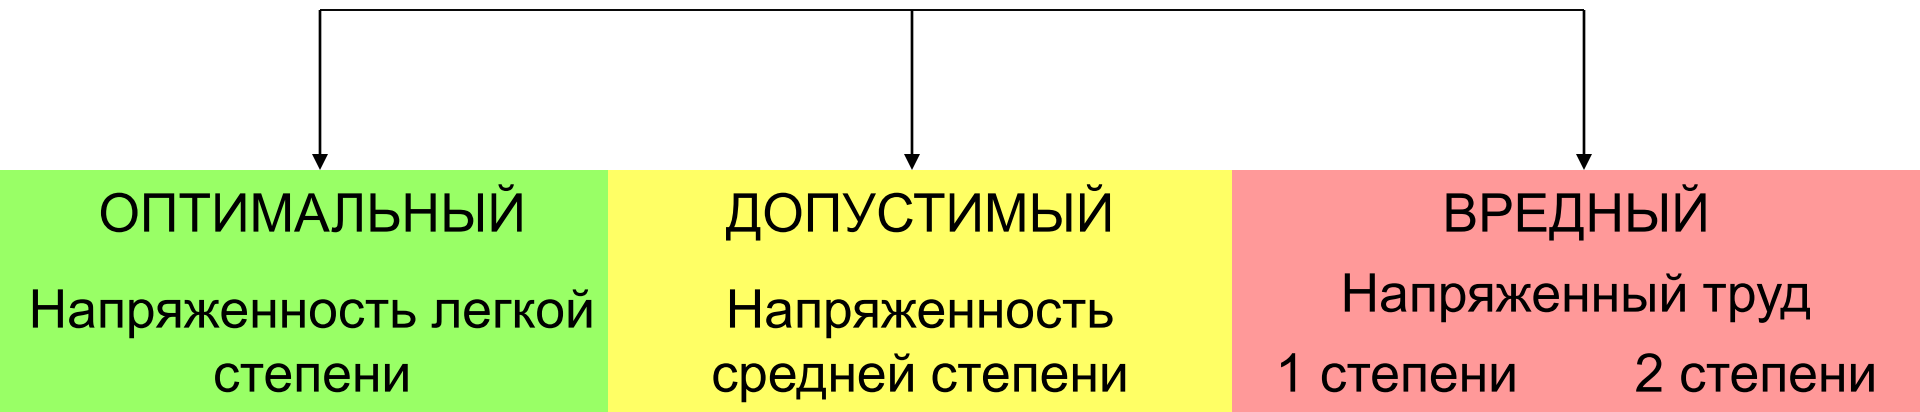 ОПТИМАЛЬНЫЙ
Напряженность легкой
степени
ДОПУСТИМЫЙ
Напряженность
средней степени
ВРЕДНЫЙ
Напряженный труд
1 степени 2 степени